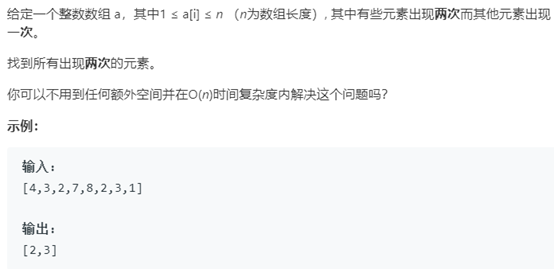 给定一个整数数组 a，其中1 ≤ a[i] ≤ n （n为数组长度）, 其中有些元素出现两次而其他元素出现
一次。
找到所有出现两次的元素。
你可以不用到任何额外空间并在O(n)时间复杂度内解决这个问题吗？
示例：
输入：
[4,3,2,7,8,2,3,1]
输出：
[2,3]